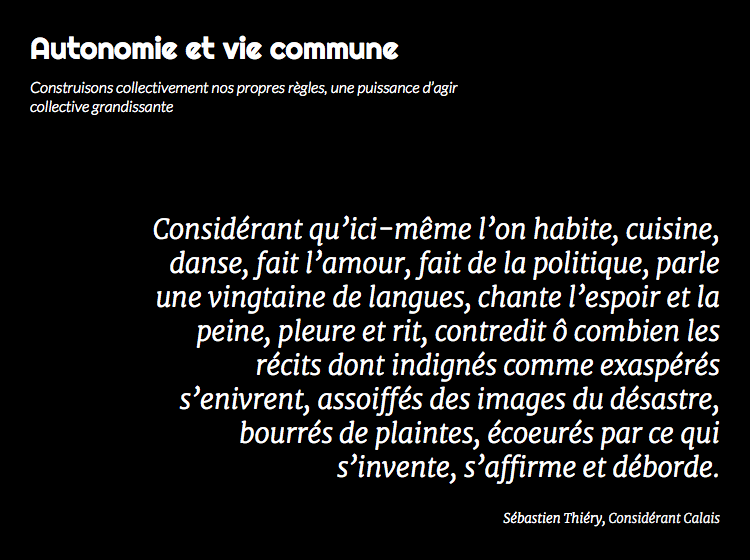 Autonomie et vie commune
Construisons collectivement nos propres règles, une puissance d’agir
collective grandissante
Considérant qu’ici-même l’on habite, cuisine,
danse, fait l’amour, fait de la politique, parle
une vingtaine de langues, chante l’espoir et la
peine, pleure et rit, contredit ô combien les
récits dont indignés comme exaspérés
s’enivrent, assoiffés des images du désastre,
bourrés de plaintes, écoeurés par ce qui
s’invente, s’affirme et déborde.
Sébastien Thiéry, Considérant Calais